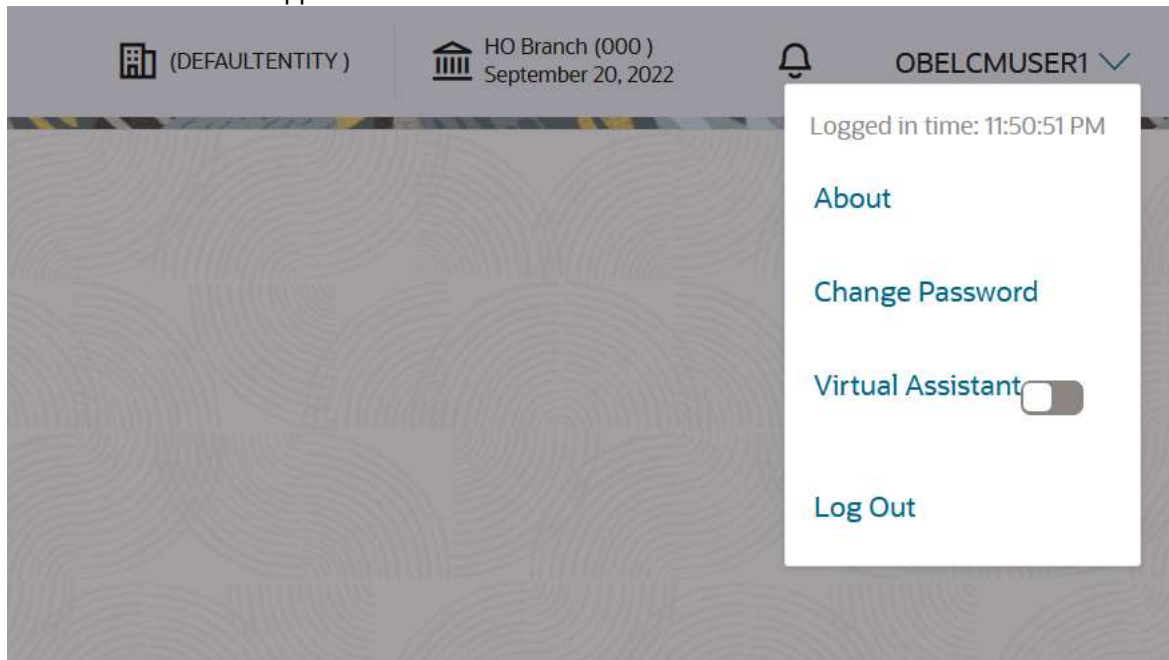 (DEFAULTENTITY )
HO Branch (000 )
September 20, 2022
OBELCMUSER1
Logged in time: 11:50:51 PM
About
Change Password
Virtual Assistant
Log Out